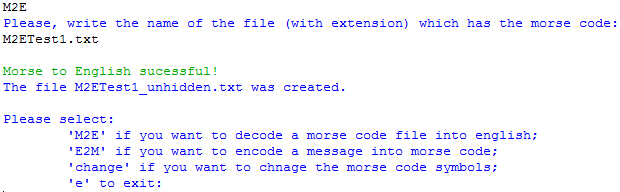 M2E
Please, write the name of the file (with extension) which has the morse code:
M2ETest1.txt
Morse to English sucessful!
The file M2ETest1_unhidden.txt was created.
Please select:
'M2E' if you want to decode a morse code file into english;
'E2M' if you want to encode a message into morse code;
'change' if you want to chnage the morse code symbols;
'e' to exit: